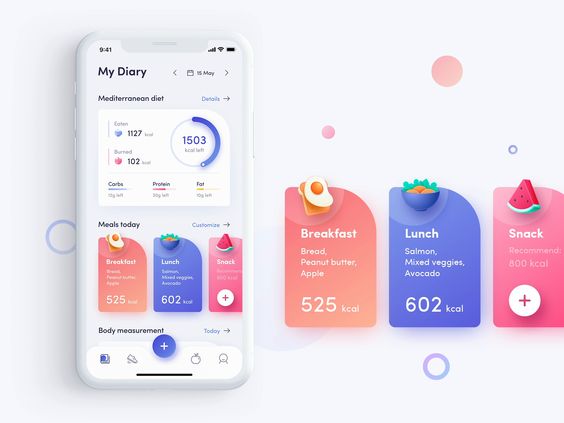 9:41
My Diary
15 May
Mediterranean diet
Details
Eaten
1127 kcal
Burned
102 kcal
1503
kcal left
Carbs
Protein
Fat
12g left
30g left
10g left
Meals today
Customize
Breakfast
Bread,
Peanut butter,
Apple
525 kcal
Lunch
Salmon,
Mixed veggies,
Avocado
602 kcal
Snack
Recommend:
800 kcal
+
Body measurement
Today
+
Breakfast
Bread,
Peanut butter,
Apple
525 kcal
Lunch
Salmon,
Mixed veggies,
Avocado
602 kcal
Snack
Recommend:
800 kcal
+